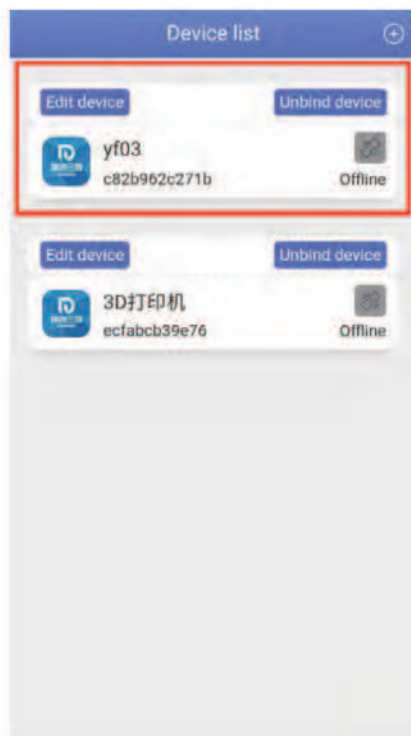 Device list
Edit device Unbind device
yf03
c82b962c271b Offline
Edit device Unbind device
3D打印机
ecfabcb39e76 Offline